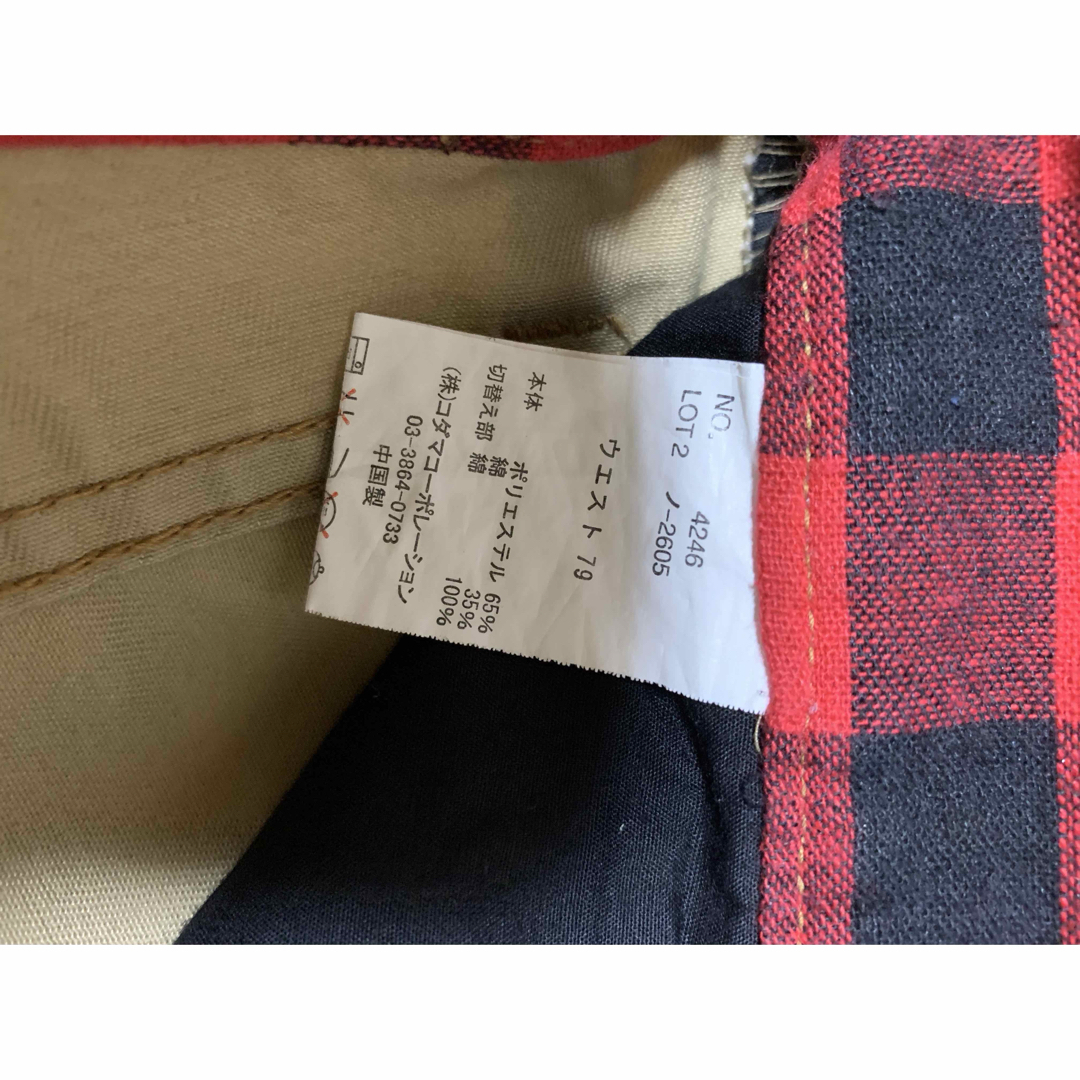 NO. 4246
LOT 2 ノ-2605
ウエスト 79
本体 ポリエステル 65%
綿 35%
切替え部 綿 100%
(株)コダマコーポレーション
03-3864-0733
中国製